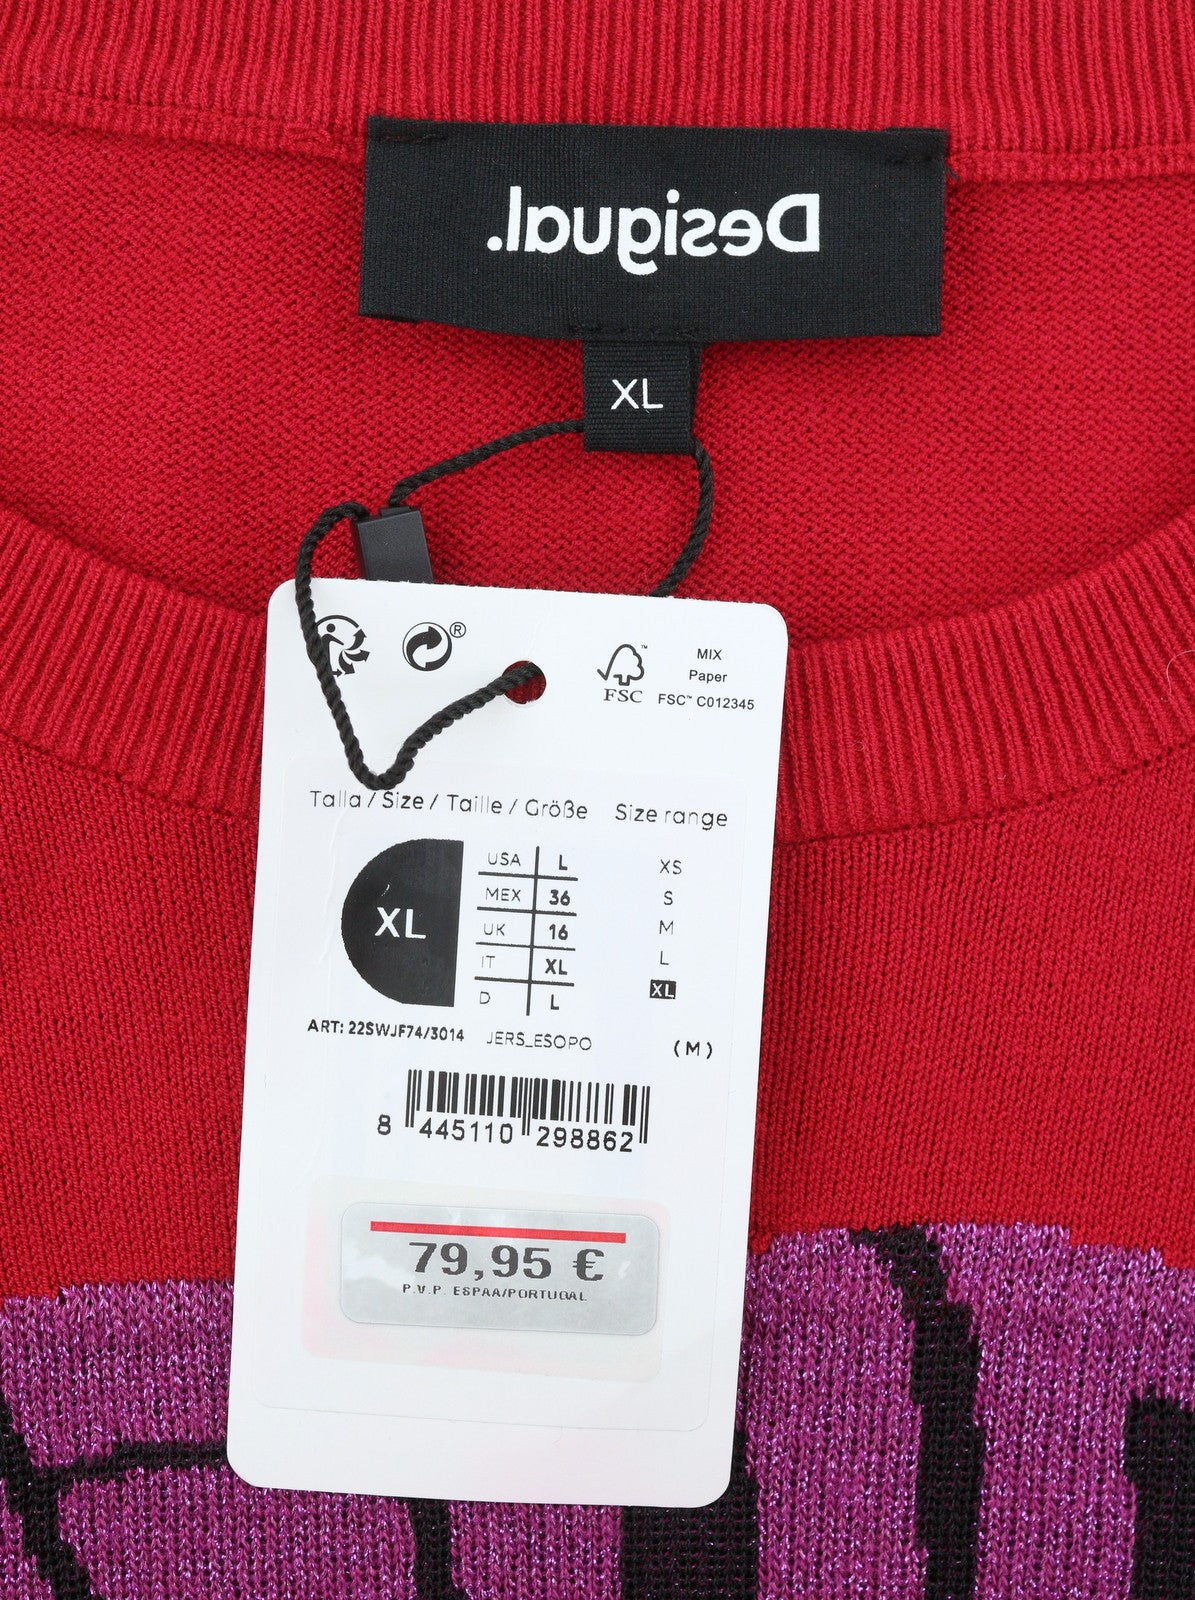 Desigual.
XL
®
™ MIX
Paper
FSC FSC™ C012345
Talla / Size / Taille / Größe Size range
XL
USA L
MEX 36
UK 16
IT XL
D L
XS
S
M
L
XL
ART: 22SWJF74/3014 JERS_ESOPO (M)
8 445110 298862
79,95 €
P.V.P. ESPAA/PORTUGAL